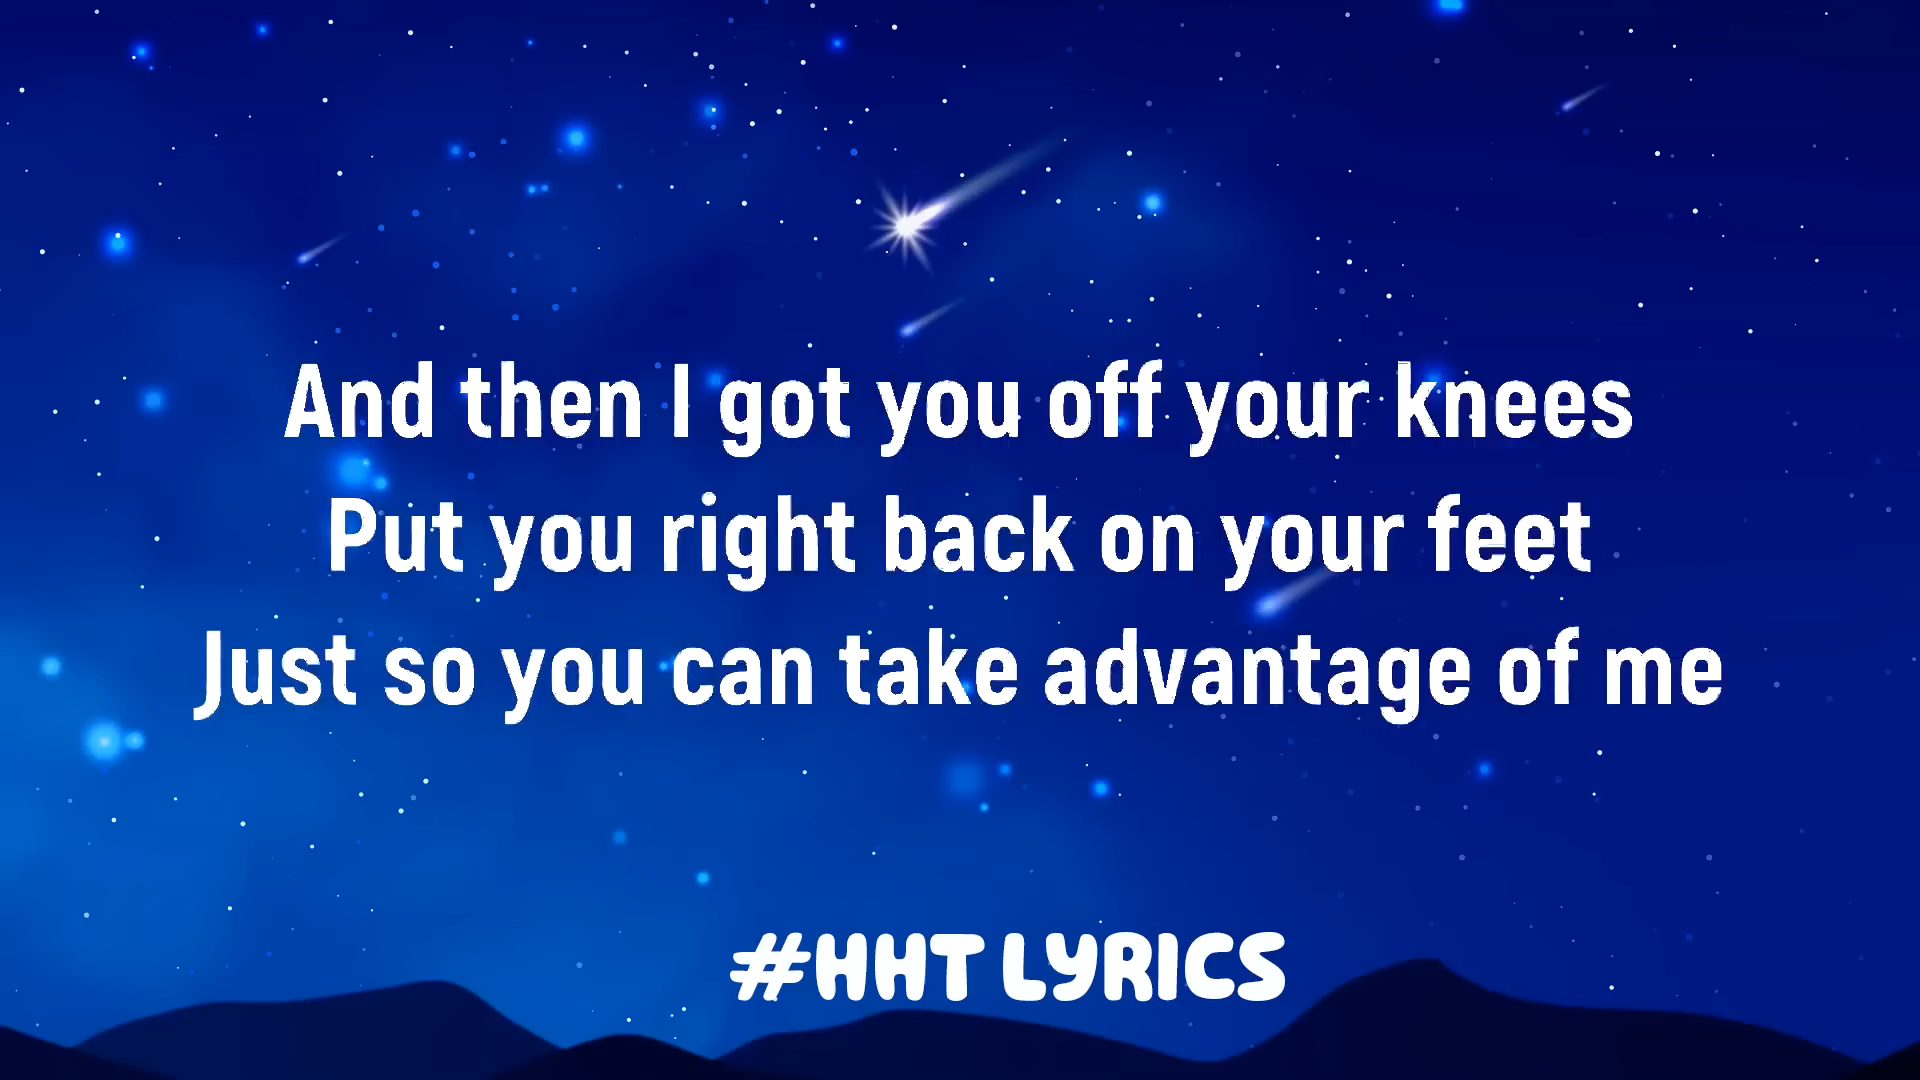 And then I got you off your knees
Put you right back on your feet
Just so you can take advantage of me
#HHT LYRICS